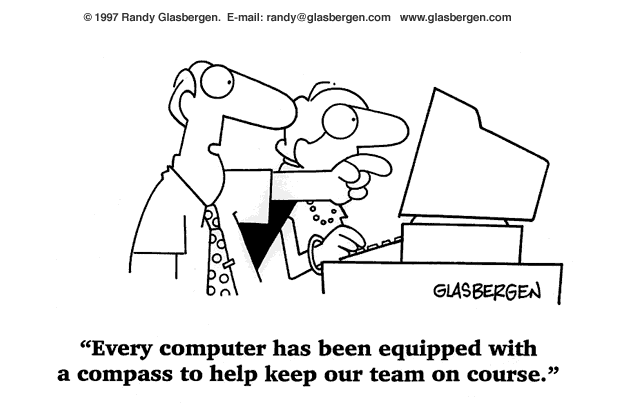 © 1997 Randy Glasbergen.  E-mail: randy@glasbergen.com   www.glasbergen.com
GLASBERGEN
“Every computer has been equipped with
a compass to help keep our team on course.”